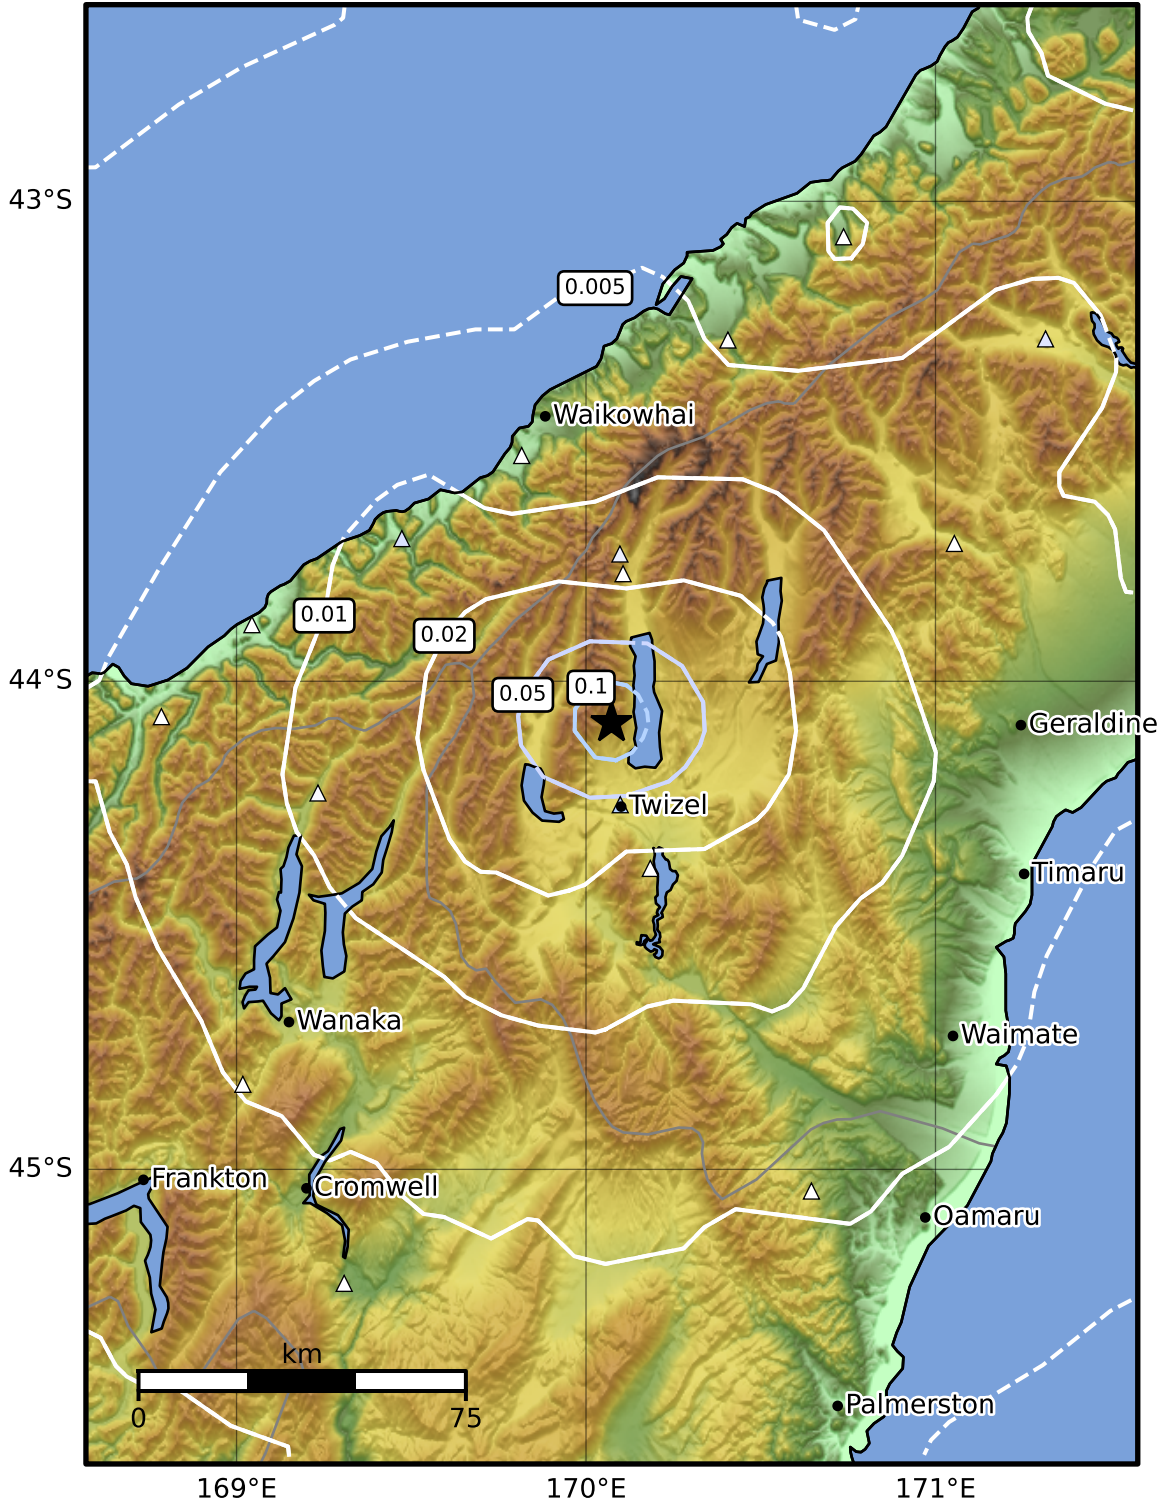 43°S
0.005
Waikowhai
0.01
0.02
44°S
0.05
0.1
Geraldine
Twizel
Timaru
Wanaka
Waimate
45°S
Frankton
Cromwell
Oamaru
km
0
75
Palmerston
169°E
170°E
171°E